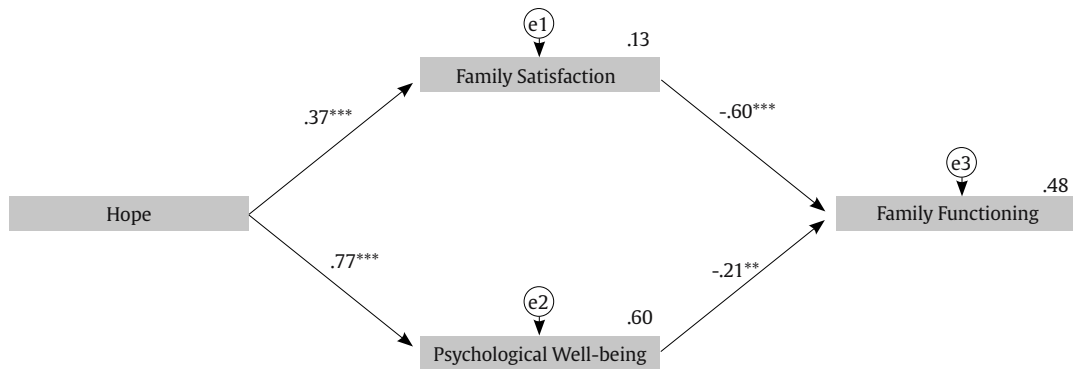 e1
.13
Family Satisfaction
.37***
-.60***
e3
.48
Hope
Family Functioning
.77***
-.21**
e2
.60
Psychological Well-being